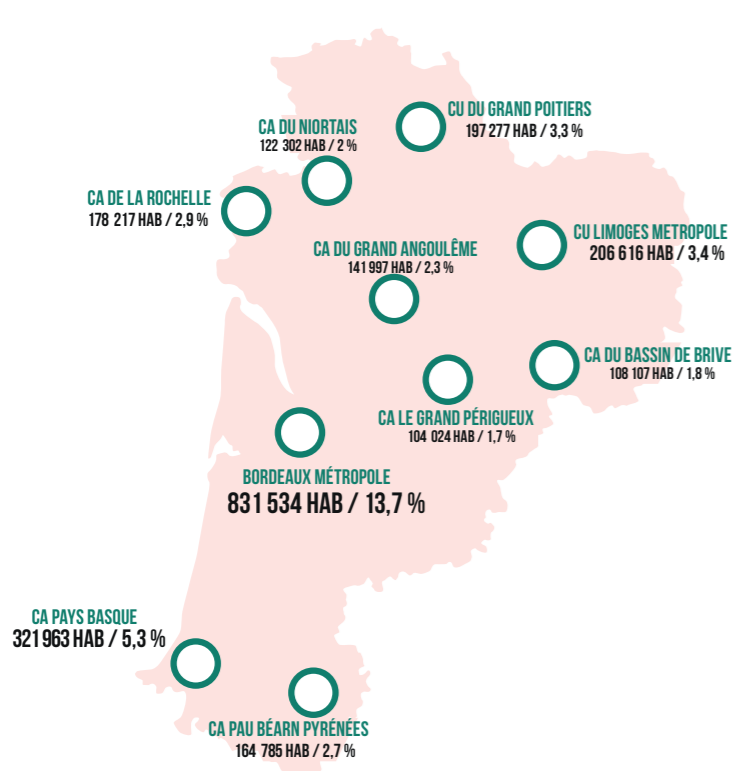 CU DU GRAND POITIERS
197 277 HAB / 3,3 %
CA DU NIORTAIS
122 302 HAB / 2 %
CA DE LA ROCHELLE
178 217 HAB / 2,9 %
CU LIMOGES METROPOLE
206 616 HAB / 3,4 %
CA DU GRAND ANGOULÊME
141 997 HAB / 2,3 %
CA DU BASSIN DE BRIVE
108 107 HAB / 1,8 %
CA LE GRAND PÉRIGUEUX
104 024 HAB / 1,7 %
BORDEAUX MÉTROPOLE
831 534 HAB / 13,7 %
CA PAYS BASQUE
321 963 HAB / 5,3 %
CA PAU BÉARN PYRÉNÉES
164 785 HAB / 2,7 %